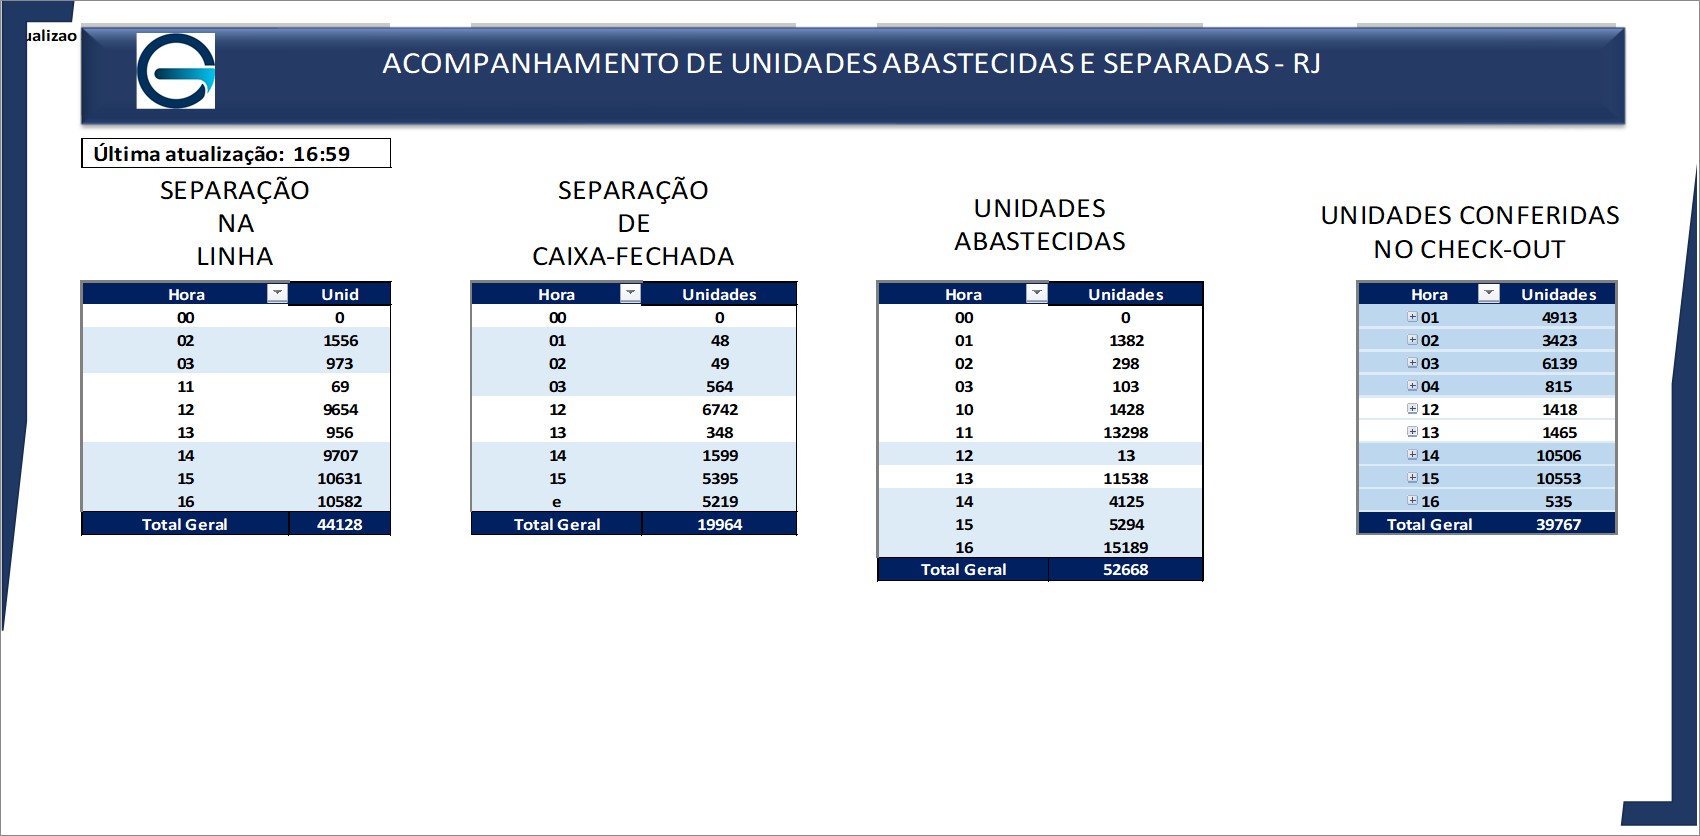 ualizao
ACOMPANHAMENTO DE UNIDADES ABASTECIDAS E SEPARADAS - RJ
Última atualização: 16:59
SEPARAÇÃO
NA
LINHA
Hora Unid
00 0
02 1556
03 973
11 69
12 9654
13 956
14 9707
15 10631
16 10582
Total Geral 44128
SEPARAÇÃO
DE
CAIXA-FECHADA
Hora Unidades
00 0
01 48
02 49
03 564
12 6742
13 348
14 1599
15 5395
e 5219
Total Geral 19964
UNIDADES
ABASTECIDAS
Hora Unidades
00 0
01 1382
02 298
03 103
10 1428
11 13298
12 13
13 11538
14 4125
15 5294
16 15189
Total Geral 52668
UNIDADES CONFERIDAS
NO CHECK-OUT
Hora Unidades
01 4913
02 3423
03 6139
04 815
12 1418
13 1465
14 10506
15 10553
16 535
Total Geral 39767